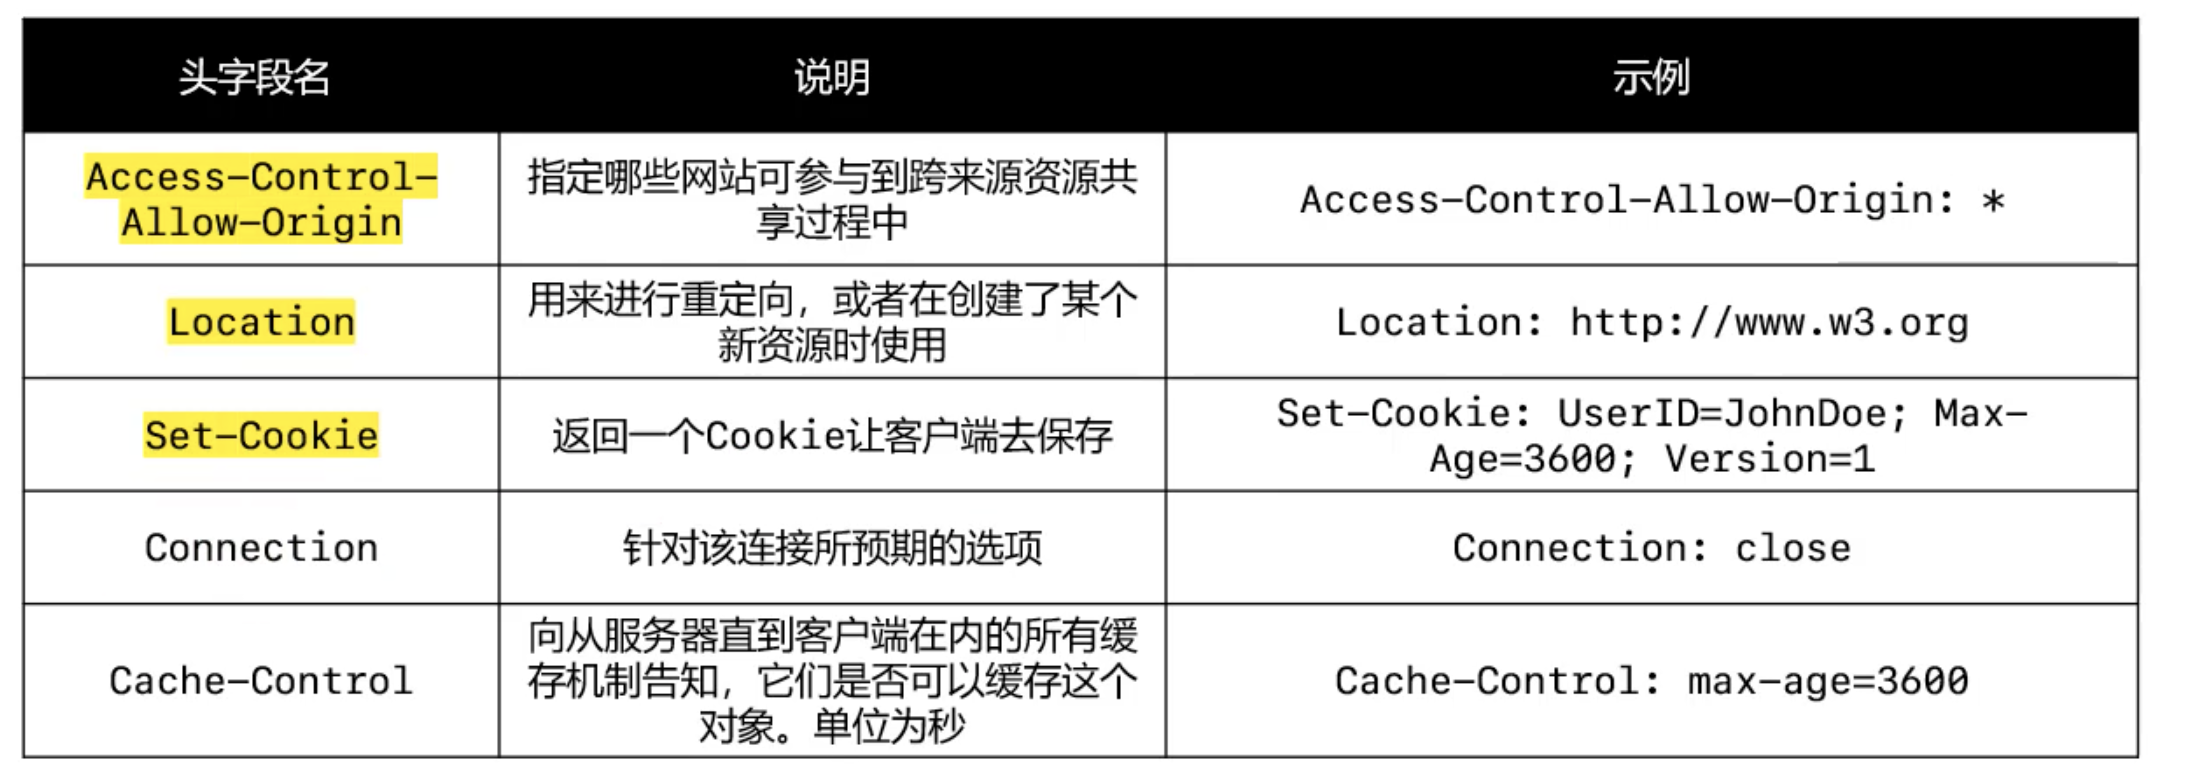 头字段名
说明
示例
Access-Control-
Allow-Origin
指定哪些网站可参与到跨来源资源共
享过程中
Access-Control-Allow-Origin: *
Location
用来进行重定向，或者在创建了某个
新资源时使用
Location: http://www.w3.org
Set-Cookie
返回一个Cookie让客户端去保存
Set-Cookie: UserID=JohnDoe; Max-
Age=3600; Version=1
Connection
针对该连接所预期的选项
Connection: close
Cache-Control
向从服务器直到客户端在内的所有缓
存机制告知，它们是否可以缓存这个
对象。单位为秒
Cache-Control: max-age=3600